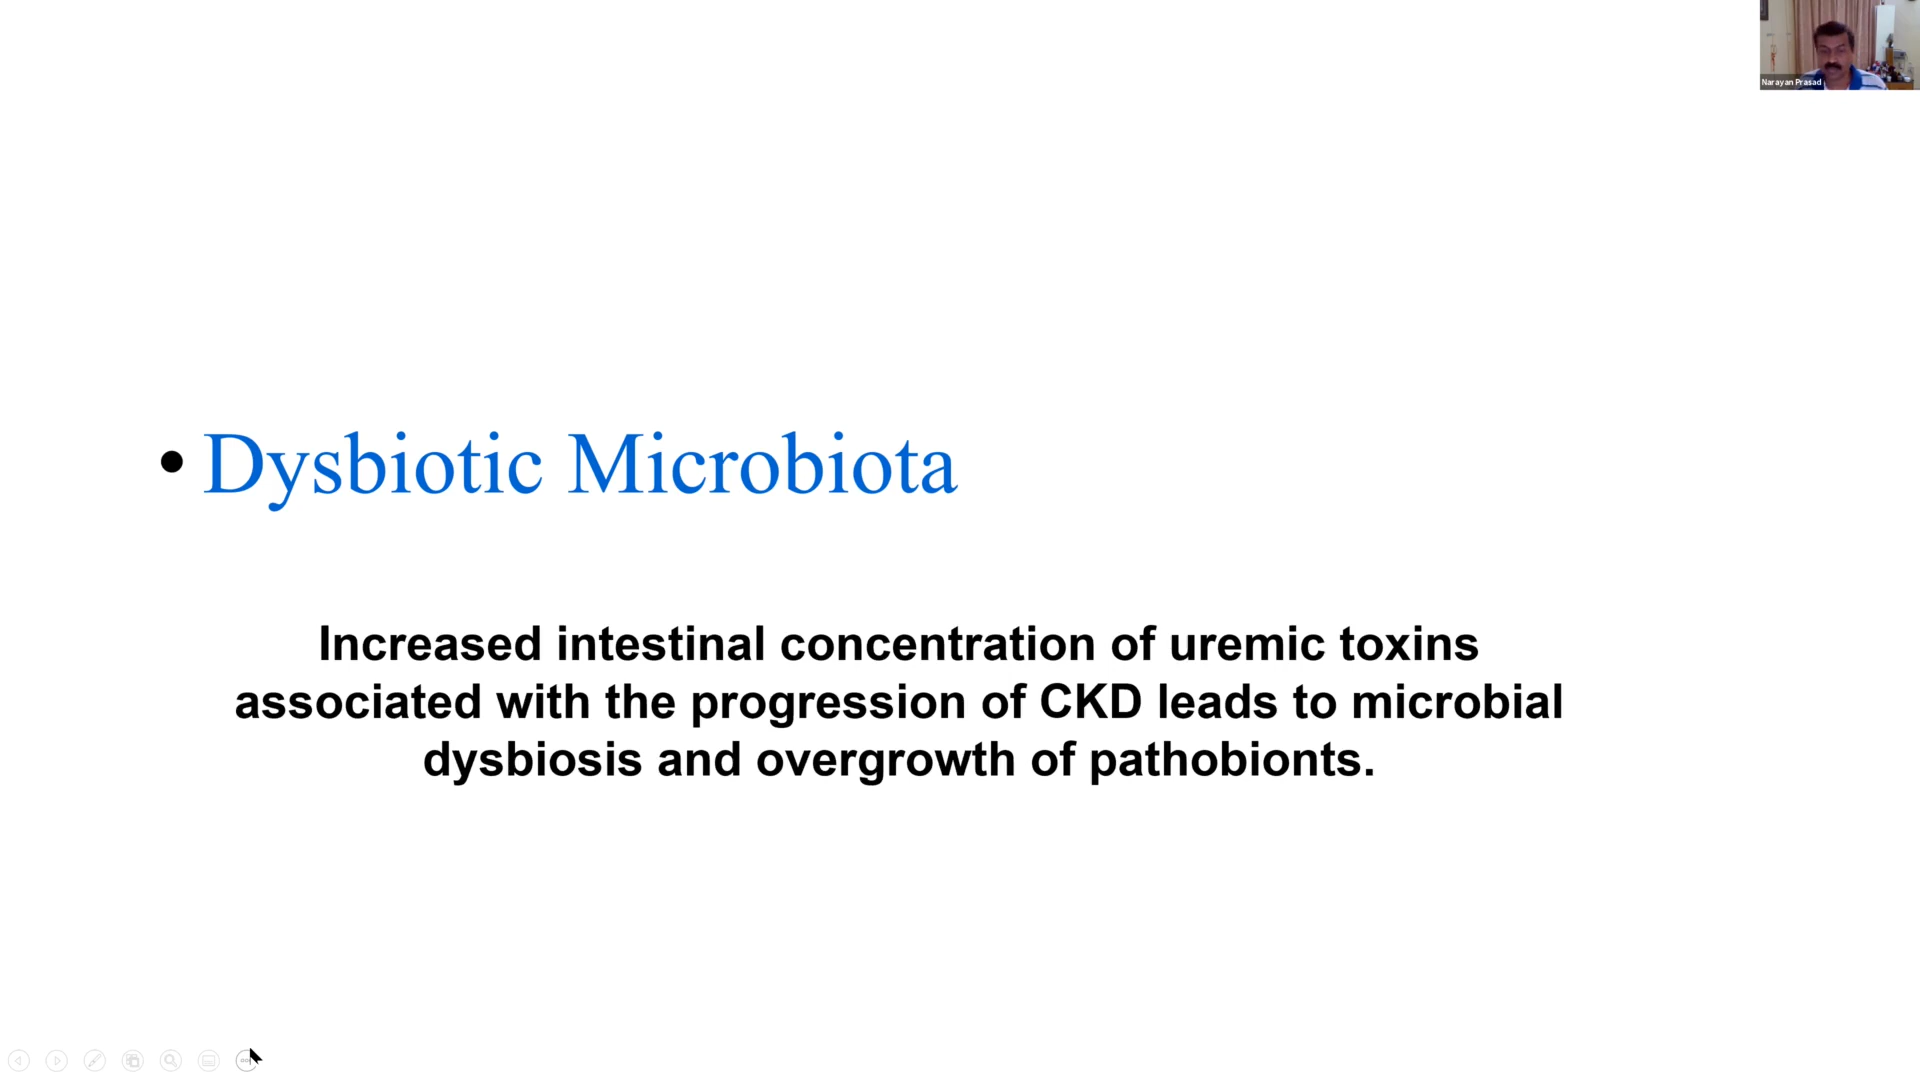 Narayan Prasad
• Dysbiotic Microbiota
Increased intestinal concentration of uremic toxins
associated with the progression of CKD leads to microbial
dysbiosis and overgrowth of pathobionts.